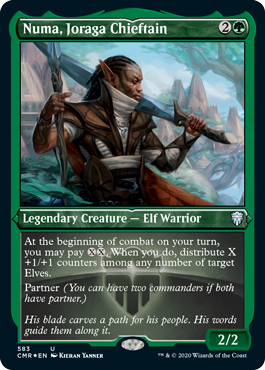 Numa, Joraga Chieftain 2
Legendary Creature — Elf Warrior
At the beginning of combat on your turn,
you may pay XX. When you do, distribute X
+1/+1 counters among any number of target
Elves.
Partner (You can have two commanders if both
have partner.)
His blade carves a path for his people. His words
guide them along it.
2/2
583 U
CMR ☆ EN KIERAN YANNER
™ & © 2020 Wizards of the Coast